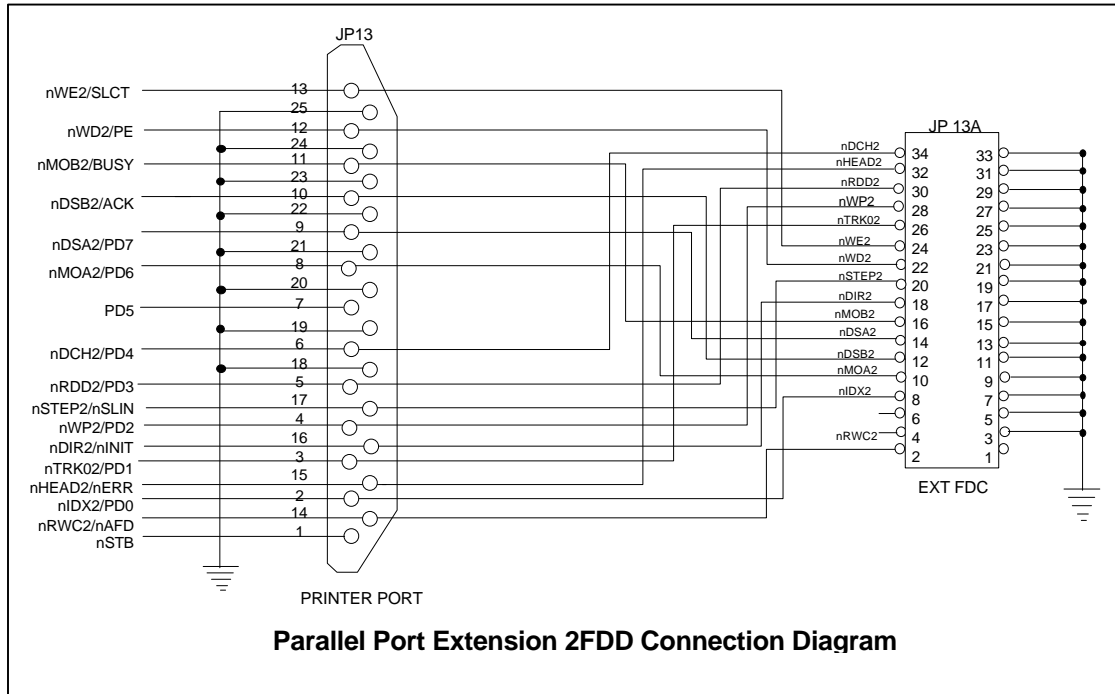 JP13
nWE2/SLCT 13
25
nWD2/PE 12
24
nMOB2/BUSY 11
23
nDSB2/ACK 10
22
nDSA2/PD7 9
21
nMOA2/PD6 8
20
PD5 7
19
nDCH2/PD4 6
18
nRDD2/PD3 5
nSTEP2/nSLIN 17
nWP2/PD2 4
nDIR2/nINIT 16
nTRK02/PD1 3
nHEAD2/nERR 15
nIDX2/PD0 2
nRWC2/nAFD 14
nSTB 1
PRINTER PORT
JP 13A
nDCH2 34 33
nHEAD2 32 31
nRDD2 30 29
nWP2 28 27
nTRK02 26 25
nWE2 24 23
nWD2 22 21
nSTEP2 20 19
nDIR2 18 17
nMOB2 16 15
nDSA2 14 13
nDSB2 12 11
nMOA2 10 9
nIDX2 8 7
6 5
nRWC2 4 3
2 1
EXT FDC
Parallel Port Extension 2FDD Connection Diagram